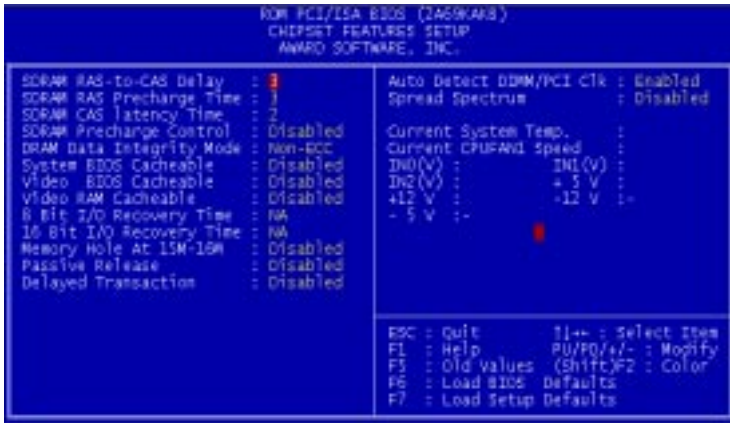 ROM PCI/ISA BIOS (2A69KAKB)
CHIPSET FEATURES SETUP
AWARD SOFTWARE, INC.
SDRAM RAS-to-CAS Delay : 3
SDRAM RAS Precharge Time : 3
SDRAM CAS latency Time : 2
SDRAM Precharge Control : Disabled
DRAM Data Integrity Mode : Non-ECC
System BIOS Cacheable : Disabled
Video BIOS Cacheable : Disabled
Video RAM Cacheable : Disabled
8 Bit I/O Recovery Time : NA
16 Bit I/O Recovery Time : NA
Memory Hole At 15M-16M : Disabled
Passive Release : Disabled
Delayed Transaction : Disabled
Auto Detect DIMM/PCI Clk : Enabled
Spread Spectrum : Disabled
Current System Temp. :
Current CPUFAN1 Speed :
IN0(V) : IN1(V) :
IN2(V) : + 5 V :
+12 V : -12 V :-
- 5 V :-
ESC : Quit ↑↓→← : Select Item
F1 : Help PU/PD/+/- : Modify
F5 : Old Values (Shift)F2 : Color
F6 : Load BIOS Defaults
F7 : Load Setup Defaults